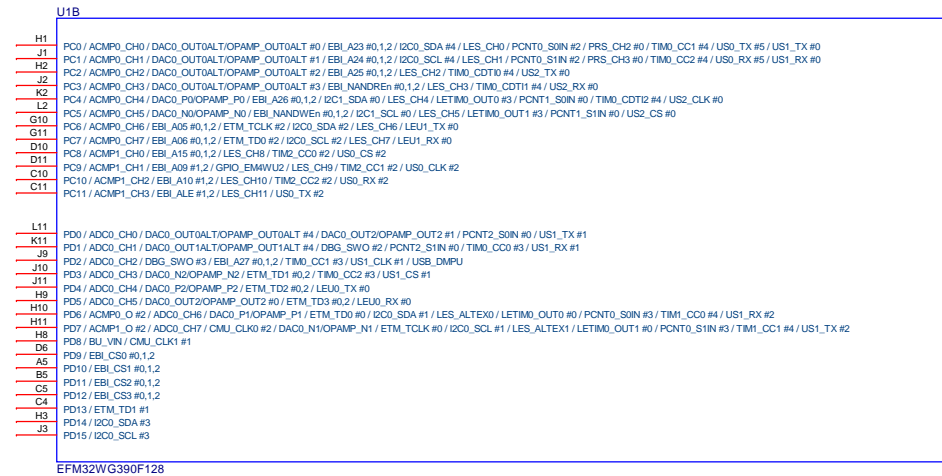 U1B
H1 PC0 / ACMP0_CH0 / DAC0_OUT0ALT/OPAMP_OUT0ALT #0 / EBI_A23 #0,1,2 / I2C0_SDA #4 / LES_CH0 / PCNT0_S0IN #2 / PRS_CH2 #0 / TIM0_CC1 #4 / US0_TX #5 / US1_TX #0
J1 PC1 / ACMP0_CH1 / DAC0_OUT0ALT/OPAMP_OUT0ALT #1 / EBI_A24 #0,1,2 / I2C0_SCL #4 / LES_CH1 / PCNT0_S1IN #2 / PRS_CH3 #0 / TIM0_CC2 #4 / US0_RX #5 / US1_RX #0
H2 PC2 / ACMP0_CH2 / DAC0_OUT0ALT/OPAMP_OUT0ALT #2 / EBI_A25 #0,1,2 / LES_CH2 / TIM0_CDTI0 #4 / US2_TX #0
J2 PC3 / ACMP0_CH3 / DAC0_OUT0ALT/OPAMP_OUT0ALT #3 / EBI_NANDREn #0,1,2 / LES_CH3 / TIM0_CDTI1 #4 / US2_RX #0
K2 PC4 / ACMP0_CH4 / DAC0_P0/OPAMP_P0 / EBI_A26 #0,1,2 / I2C1_SDA #0 / LES_CH4 / LETIM0_OUT0 #3 / PCNT1_S0IN #0 / TIM0_CDTI2 #4 / US2_CLK #0
L2 PC5 / ACMP0_CH5 / DAC0_N0/OPAMP_N0 / EBI_NANDWEn #0,1,2 / I2C1_SCL #0 / LES_CH5 / LETIM0_OUT1 #3 / PCNT1_S1IN #0 / US2_CS #0
G10 PC6 / ACMP0_CH6 / EBI_A05 #0,1,2 / ETM_TCLK #2 / I2C0_SDA #2 / LES_CH6 / LEU1_TX #0
G11 PC7 / ACMP0_CH7 / EBI_A06 #0,1,2 / ETM_TD0 #2 / I2C0_SCL #2 / LES_CH7 / LEU1_RX #0
D10 PC8 / ACMP1_CH0 / EBI_A15 #0,1,2 / LES_CH8 / TIM2_CC0 #2 / US0_CS #2
D11 PC9 / ACMP1_CH1 / EBI_A09 #1,2 / GPIO_EM4WU2 / LES_CH9 / TIM2_CC1 #2 / US0_CLK #2
C10 PC10 / ACMP1_CH2 / EBI_A10 #1,2 / LES_CH10 / TIM2_CC2 #2 / US0_RX #2
C11 PC11 / ACMP1_CH3 / EBI_ALE #1,2 / LES_CH11 / US0_TX #2
L11 PD0 / ADC0_CH0 / DAC0_OUT0ALT/OPAMP_OUT0ALT #4 / DAC0_OUT2/OPAMP_OUT2 #1 / PCNT2_S0IN #0 / US1_TX #1
K11 PD1 / ADC0_CH1 / DAC0_OUT1ALT/OPAMP_OUT1ALT #4 / DBG_SWO #2 / PCNT2_S1IN #0 / TIM0_CC0 #3 / US1_RX #1
J9 PD2 / ADC0_CH2 / DBG_SWO #3 / EBI_A27 #0,1,2 / TIM0_CC1 #3 / US1_CLK #1 / USB_DMPU
J10 PD3 / ADC0_CH3 / DAC0_N2/OPAMP_N2 / ETM_TD1 #0,2 / TIM0_CC2 #3 / US1_CS #1
J11 PD4 / ADC0_CH4 / DAC0_P2/OPAMP_P2 / ETM_TD2 #0,2 / LEU0_TX #0
H9 PD5 / ADC0_CH5 / DAC0_OUT2/OPAMP_OUT2 #0 / ETM_TD3 #0,2 / LEU0_RX #0
H10 PD6 / ACMP0_O #2 / ADC0_CH6 / DAC0_P1/OPAMP_P1 / ETM_TD0 #0 / I2C0_SDA #1 / LES_ALTEX0 / LETIM0_OUT0 #0 / PCNT0_S0IN #3 / TIM1_CC0 #4 / US1_RX #2
H11 PD7 / ACMP1_O #2 / ADC0_CH7 / CMU_CLK0 #2 / DAC0_N1/OPAMP_N1 / ETM_TCLK #0 / I2C0_SCL #1 / LES_ALTEX1 / LETIM0_OUT1 #0 / PCNT0_S1IN #3 / TIM1_CC1 #4 / US1_TX #2
H8 PD8 / BU_VIN / CMU_CLK1 #1
D6 PD9 / EBI_CS0 #0,1,2
A5 PD10 / EBI_CS1 #0,1,2
B5 PD11 / EBI_CS2 #0,1,2
C5 PD12 / EBI_CS3 #0,1,2
C4 PD13 / ETM_TD1 #1
H3 PD14 / I2C0_SDA #3
J3 PD15 / I2C0_SCL #3
EFM32WG390F128